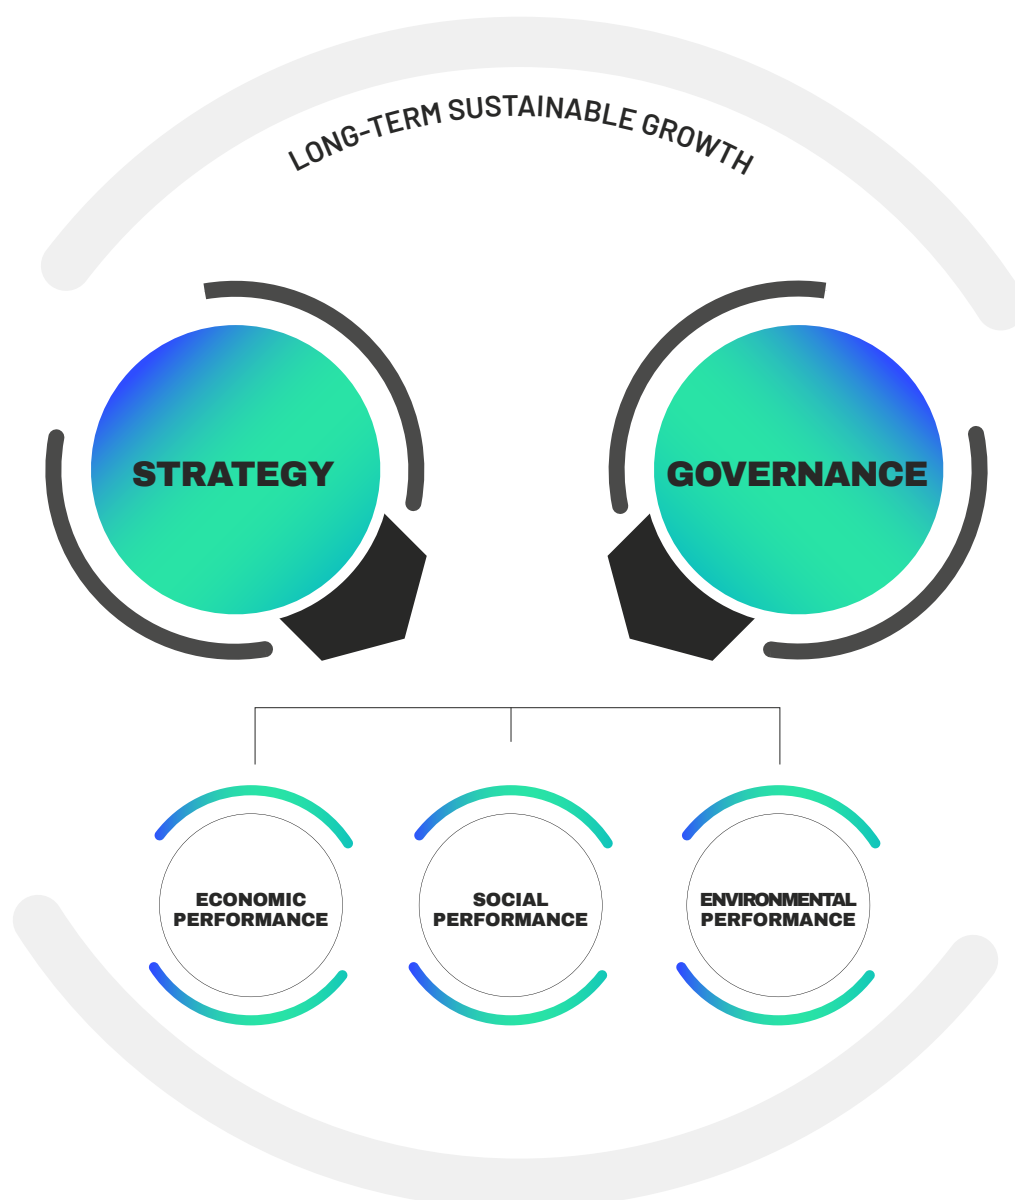 LONG-TERM SUSTAINABLE GROWTH
STRATEGY
GOVERNANCE
ECONOMIC
PERFORMANCE
SOCIAL
PERFORMANCE
ENVIRONMENTAL
PERFORMANCE